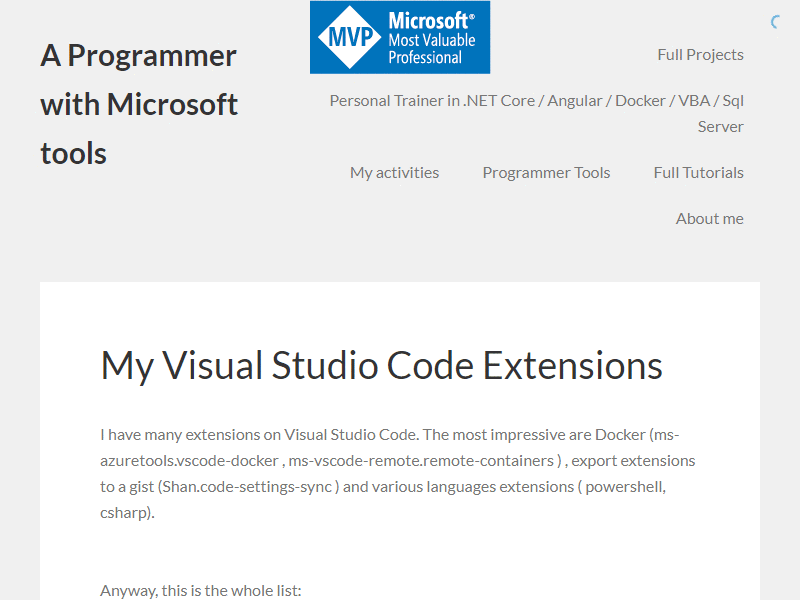 A Programmer
with Microsoft
tools
MVP
Microsoft®
Most Valuable
Professional
Full Projects
Personal Trainer in .NET Core / Angular / Docker / VBA / Sql
Server
My activities
Programmer Tools
Full Tutorials
About me
My Visual Studio Code Extensions
I have many extensions on Visual Studio Code. The most impressive are Docker (ms-
azuretools.vscode-docker , ms-vscode-remote.remote-containers ) , export extensions
to a gist (Shan.code-settings-sync ) and various languages extensions ( powershell,
csharp).
Anyway, this is the whole list: